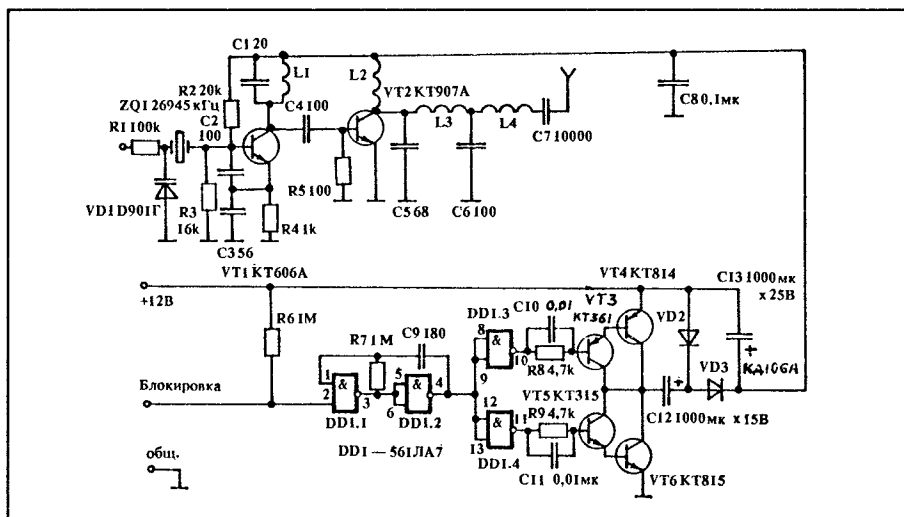 C1 20
L1
L2
VT2 KT907A
R2 20k
ZQ1 26945 кГц
C2
100
C4 100
R1 100k
C8 0,1мк
L3
L4
C7 10000
R5 100
VD1 D901Г
R3
16k
R4 1k
C5 68
C6 100
C3 56
VT1 KT606A
VT4 KT814
C13 1000мк
x 25В
+12В
C10 0,01
VT3
КТ361
DD1.3
VD2
R6 1M
R7 1M
C9 180
8
&
10
9
R8 4,7k
VD3
+
КД106А
Блокировка
1
&
2
3
5
&
6
4
12
&
13
11
VT5 KT315
R9 4,7k
+
C12 1000мк x 15В
DD1.1
DD1.2
DD1 — 561ЛА7
DD1.4
C11 0,01мк
VT6 KT815
общ.